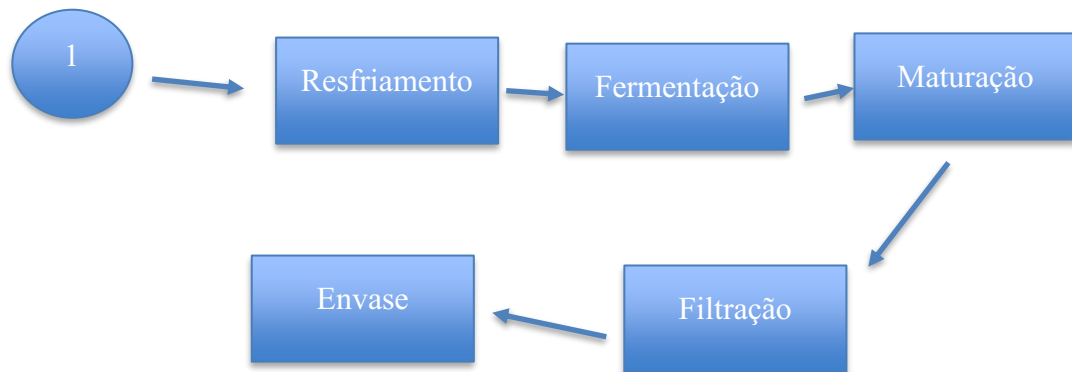 1
Resfriamento
Fermentação
Maturação
Filtração
Envase